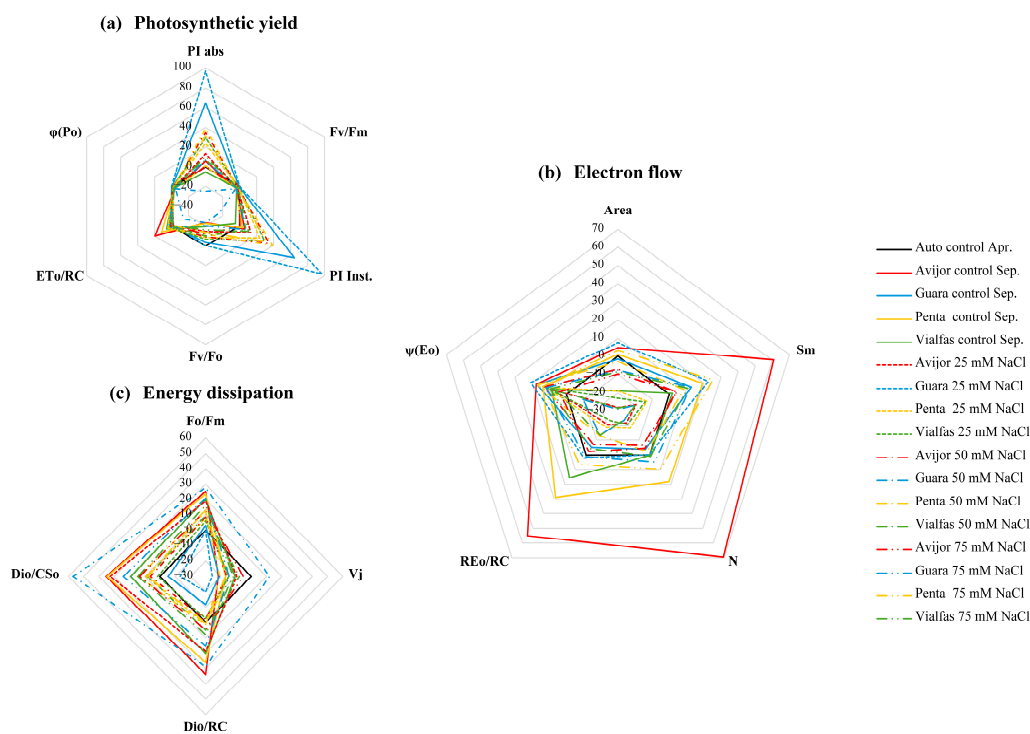 (a) Photosynthetic yield
PI abs
100
80
60
40
20
0
-20
-40
φ(Po)
Fv/Fm
ETo/RC
PI Inst.
Fv/Fo
(b) Electron flow
Area
70
60
50
40
30
20
10
0
-10
-20
-30
ψ(Eo)
Sm
REo/RC
N
(c) Energy dissipation
Fo/Fm
60
50
40
30
20
10
0
-10
-20
-30
Dio/CSo
Vj
Dio/RC
Auto control Apr.
Avijor control Sep.
Guara control Sep.
Penta control Sep.
Vialfas control Sep.
Avijor 25 mM NaCl
Guara 25 mM NaCl
Penta 25 mM NaCl
Vialfas 25 mM NaCl
Avijor 50 mM NaCl
Guara 50 mM NaCl
Penta 50 mM NaCl
Vialfas 50 mM NaCl
Avijor 75 mM NaCl
Guara 75 mM NaCl
Penta 75 mM NaCl
Vialfas 75 mM NaCl